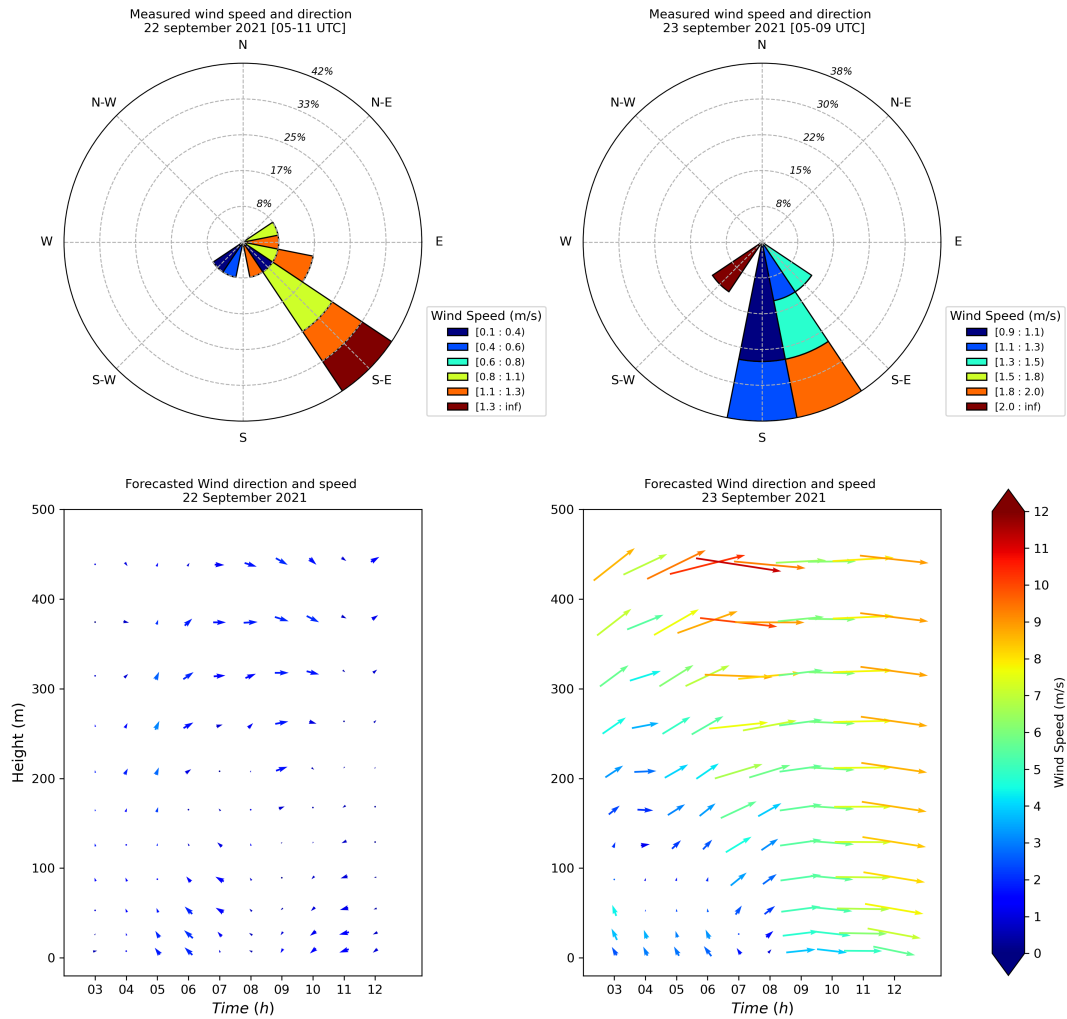 Measured wind speed and direction
22 september 2021 [05-11 UTC]
N
42%
33%
25%
17%
8%
N-W
N-E
W
E
S-W
S-E
S
Wind Speed (m/s)
[0.1 : 0.4)
[0.4 : 0.6)
[0.6 : 0.8)
[0.8 : 1.1)
[1.1 : 1.3)
[1.3 : inf)
Measured wind speed and direction
23 september 2021 [05-09 UTC]
N
38%
30%
22%
15%
8%
N-W
N-E
W
E
S-W
S-E
S
Wind Speed (m/s)
[0.9 : 1.1)
[1.1 : 1.3)
[1.3 : 1.5)
[1.5 : 1.8)
[1.8 : 2.0)
[2.0 : inf)
Forecasted Wind direction and speed
22 September 2021
500
400
300
200
100
0
Height (m)
03 04 05 06 07 08 09 10 11 12
Time (h)
Forecasted Wind direction and speed
23 September 2021
500
400
300
200
100
0
03 04 05 06 07 08 09 10 11 12
Time (h)
12
11
10
9
8
7
6
5
4
3
2
1
0
Wind Speed (m/s)